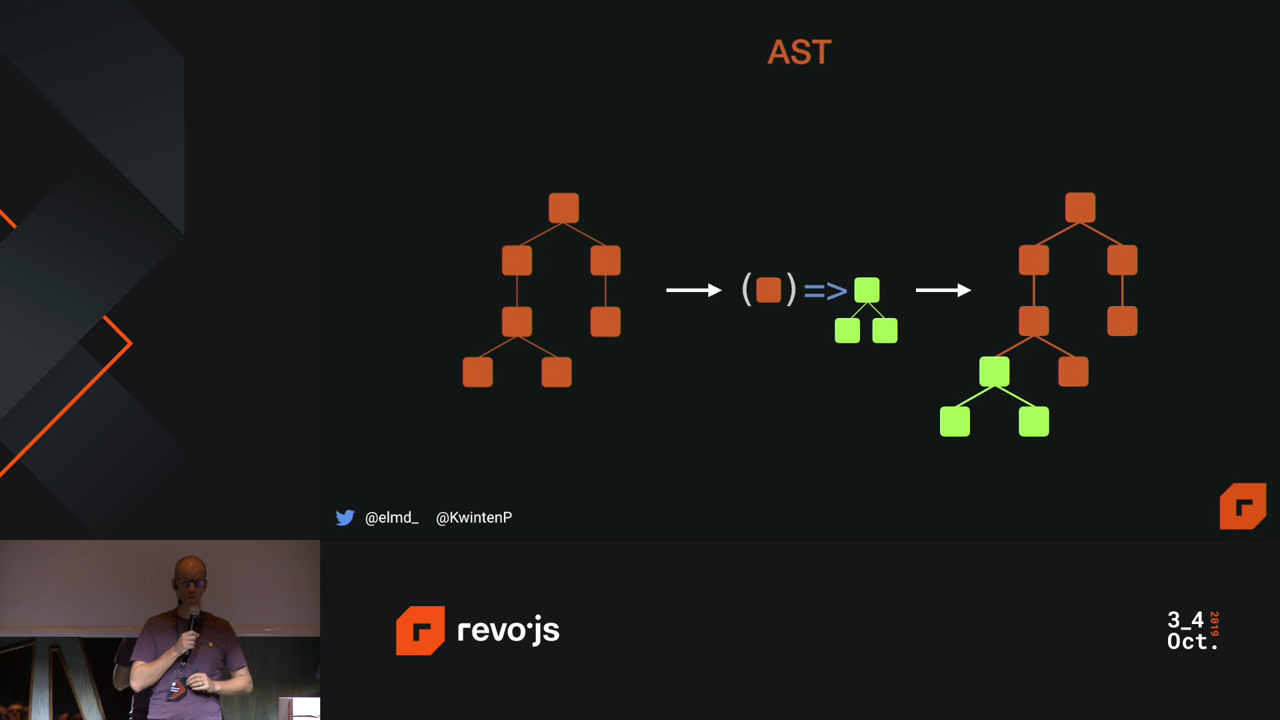 AST
( ) =>
@elmd_ @KwintenP
revo·js
3_4
Oct.
2019